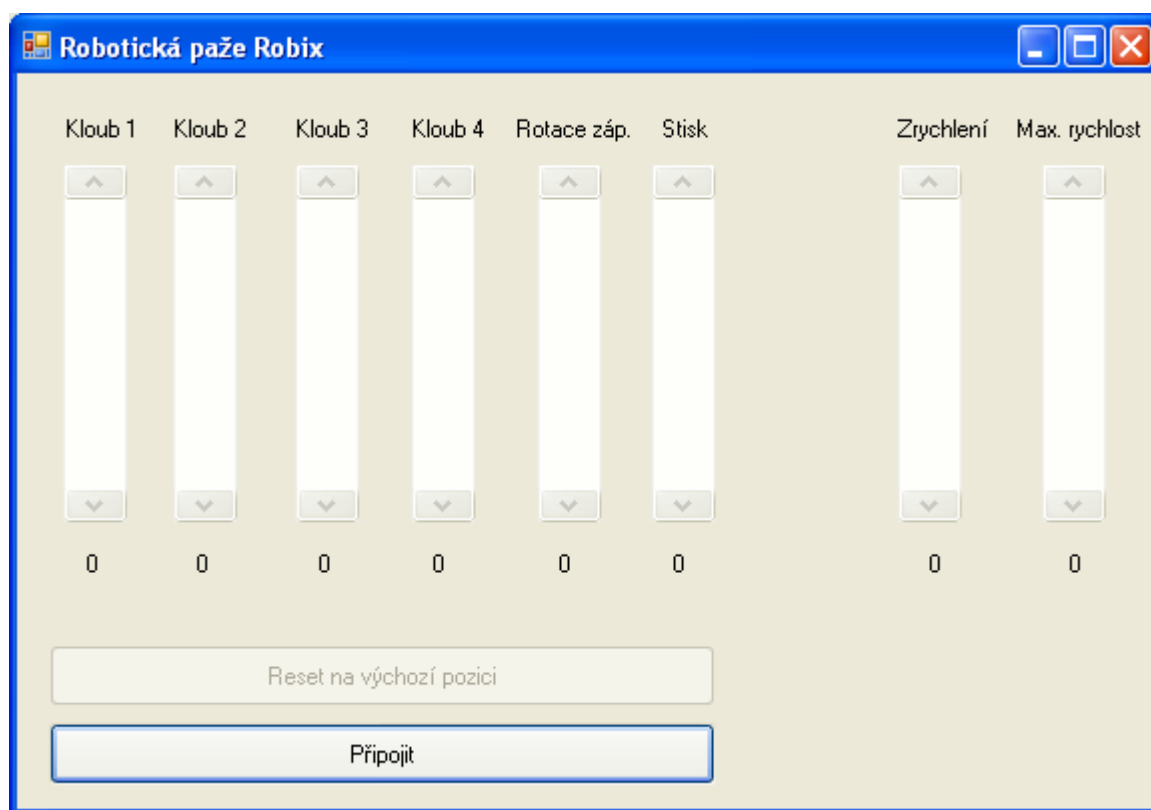 Robotická paže Robix
Kloub 1 Kloub 2 Kloub 3 Kloub 4 Rotace záp. Stisk Zrychlení Max. rychlost
0 0 0 0 0 0 0 0
Reset na výchozí pozici
Připojit